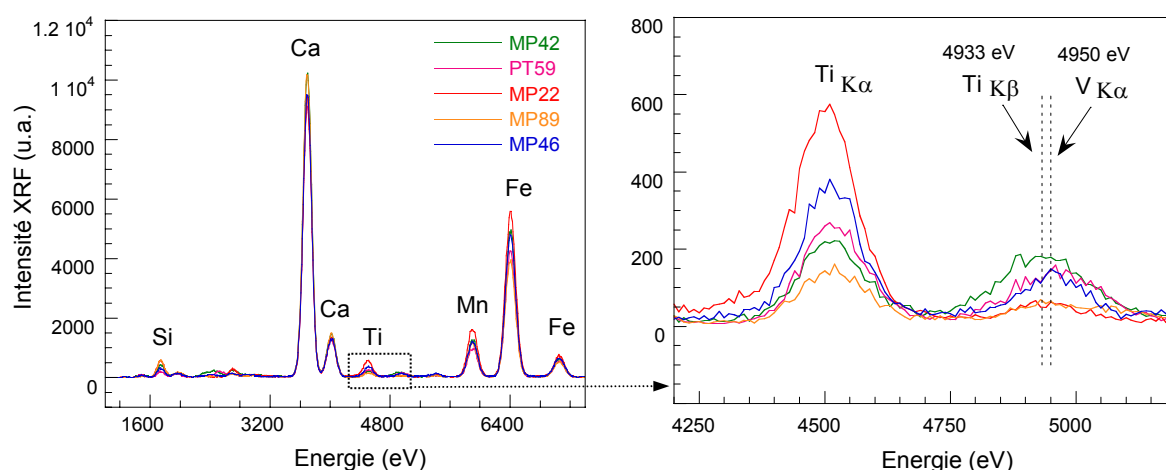 Intensité XRF (u.a.)
1.2 10⁴
1 10⁴
8000
6000
4000
2000
0
Ca
MP42
PT59
MP22
MP89
MP46
Fe
Si
Ca
Ti
Mn
Fe
1600
3200
4800
6400
Energie (eV)
800
600
400
200
0
Ti Kα
4933 eV
Ti Kβ
4950 eV
V Kα
4250
4500
4750
5000
Energie (eV)